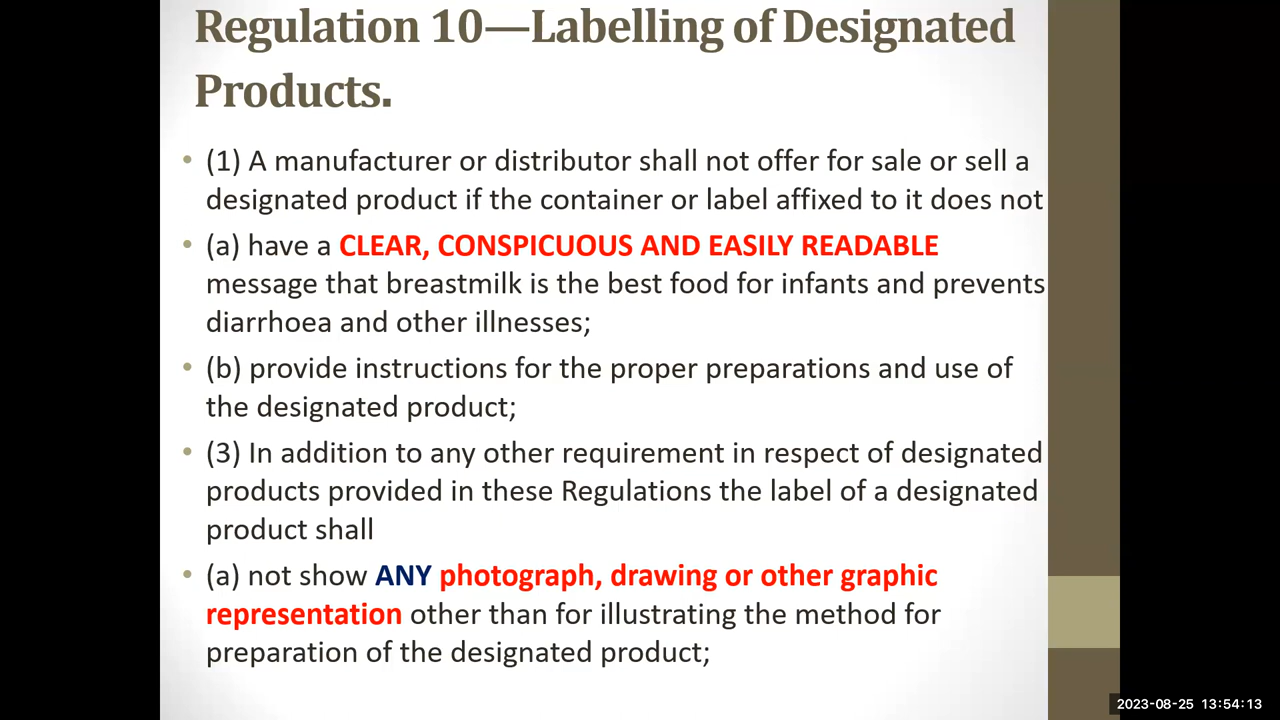 Regulation 10—Labelling of Designated
Products.
• (1) A manufacturer or distributor shall not offer for sale or sell a
designated product if the container or label affixed to it does not
• (a) have a CLEAR, CONSPICUOUS AND EASILY READABLE
message that breastmilk is the best food for infants and prevents
diarrhoea and other illnesses;
• (b) provide instructions for the proper preparations and use of
the designated product;
• (3) In addition to any other requirement in respect of designated
products provided in these Regulations the label of a designated
product shall
• (a) not show ANY photograph, drawing or other graphic
representation other than for illustrating the method for
preparation of the designated product;
2023-08-25 13:54:13